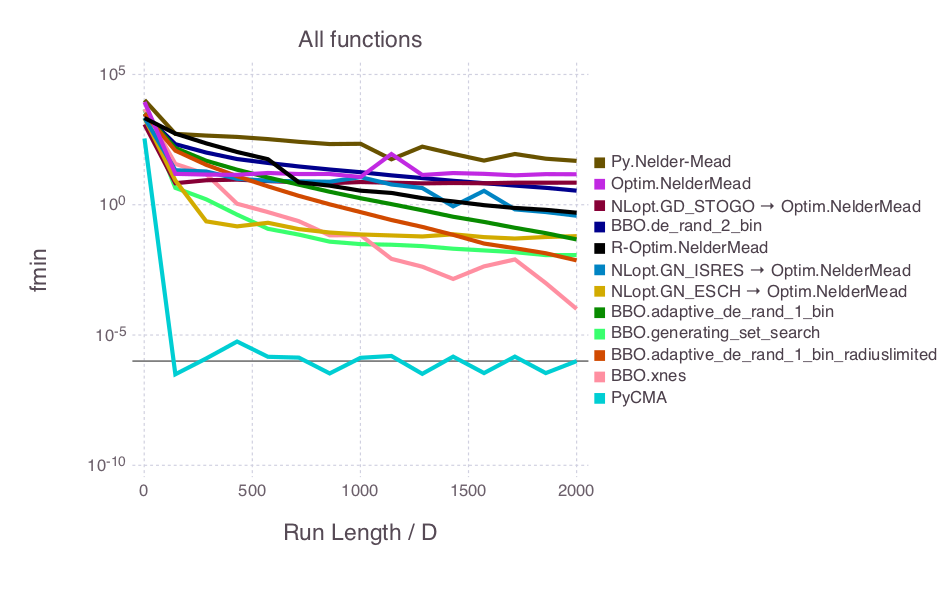 All functions
fmin
10^5
10^0
10^-5
10^-10
0 500 1000 1500 2000
Run Length / D
Py.Nelder-Mead
Optim.NelderMead
NLopt.GD_STOGO → Optim.NelderMead
BBO.de_rand_2_bin
R-Optim.NelderMead
NLopt.GN_ISRES → Optim.NelderMead
NLopt.GN_ESCH → Optim.NelderMead
BBO.adaptive_de_rand_1_bin
BBO.generating_set_search
BBO.adaptive_de_rand_1_bin_radiuslimited
BBO.xnes
PyCMA